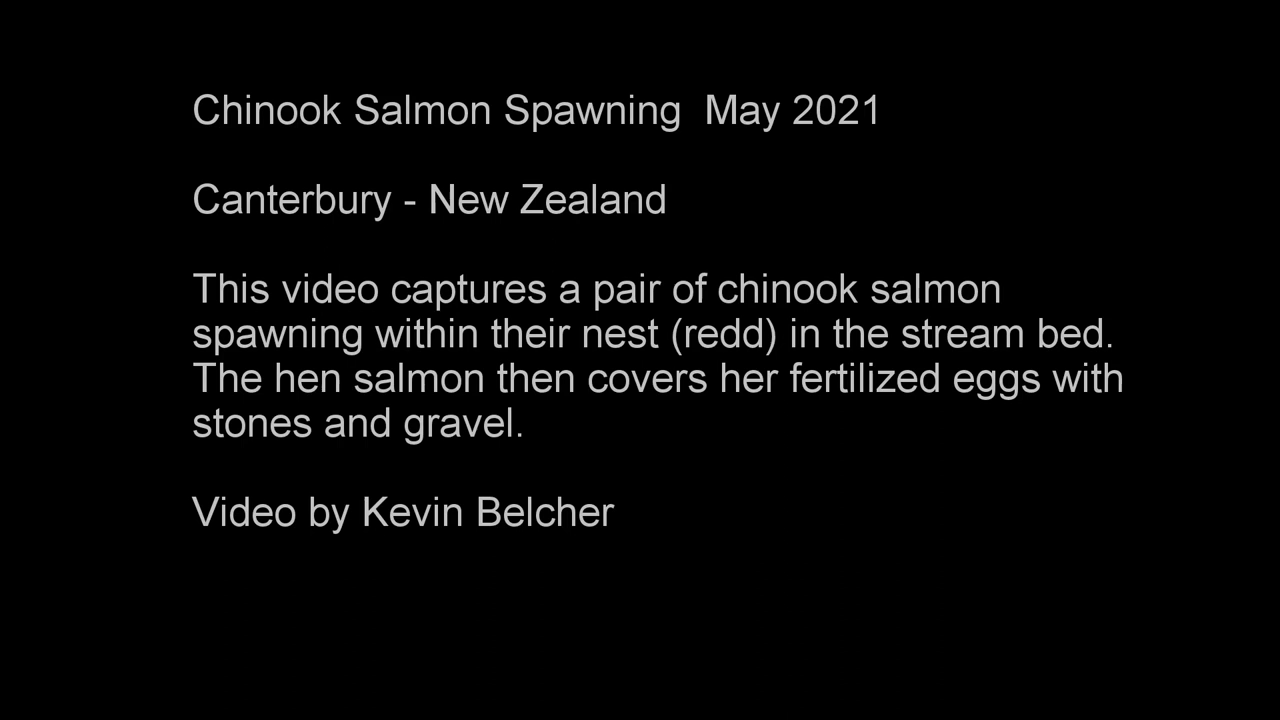 Chinook Salmon Spawning  May 2021
Canterbury - New Zealand
This video captures a pair of chinook salmon
spawning within their nest (redd) in the stream bed.
The hen salmon then covers her fertilized eggs with
stones and gravel.
Video by Kevin Belcher